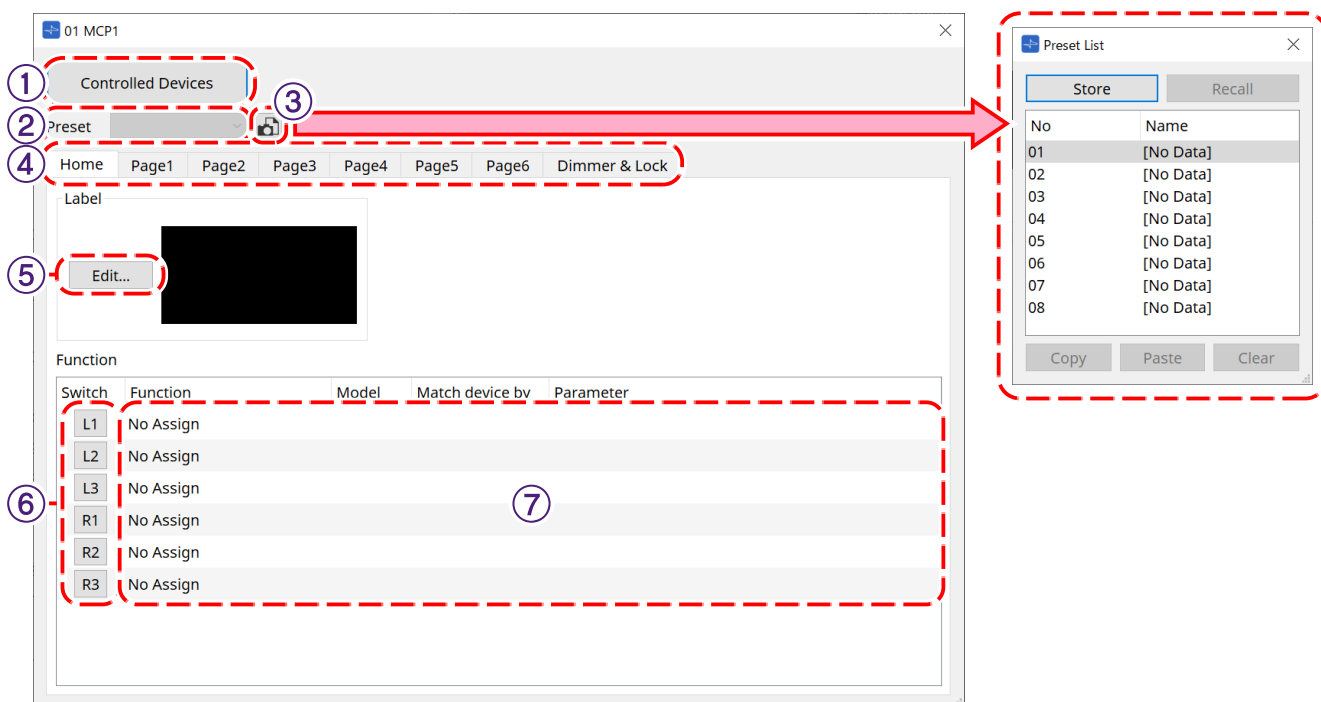 01 MCP1
① Controlled Devices
② Preset ③
④ Home Page1 Page2 Page3 Page4 Page5 Page6 Dimmer & Lock
Label
⑤ Edit...
Function
Switch Function Model Match device by Parameter
L1 No Assign
L2 No Assign
L3 No Assign
⑥ ⑦
R1 No Assign
R2 No Assign
R3 No Assign
Preset List
Store Recall
No Name
01 [No Data]
02 [No Data]
03 [No Data]
04 [No Data]
05 [No Data]
06 [No Data]
07 [No Data]
08 [No Data]
Copy Paste Clear